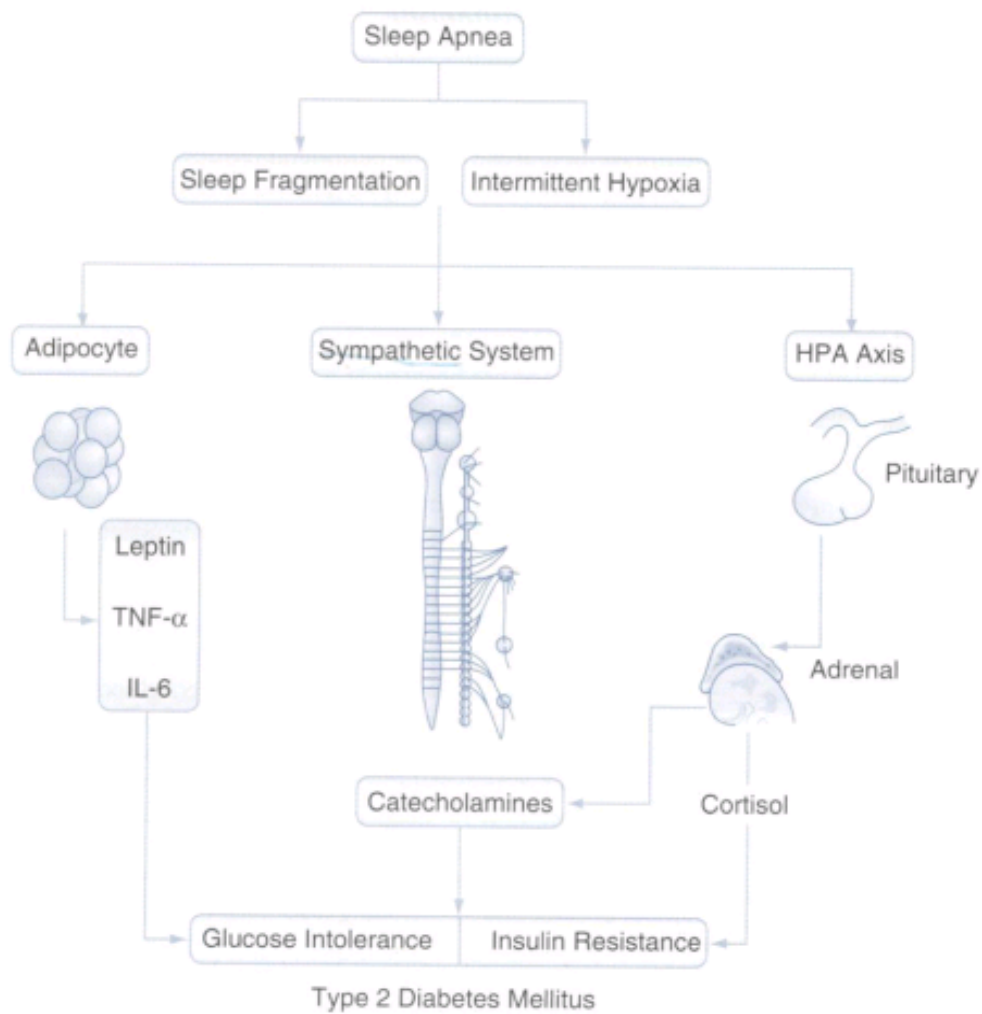 Sleep Apnea
Sleep Fragmentation
Intermittent Hypoxia
Adipocyte
Sympathetic System
HPA Axis
Pituitary
Leptin
TNF-α
IL-6
Adrenal
Catecholamines
Cortisol
Glucose Intolerance
Insulin Resistance
Type 2 Diabetes Mellitus